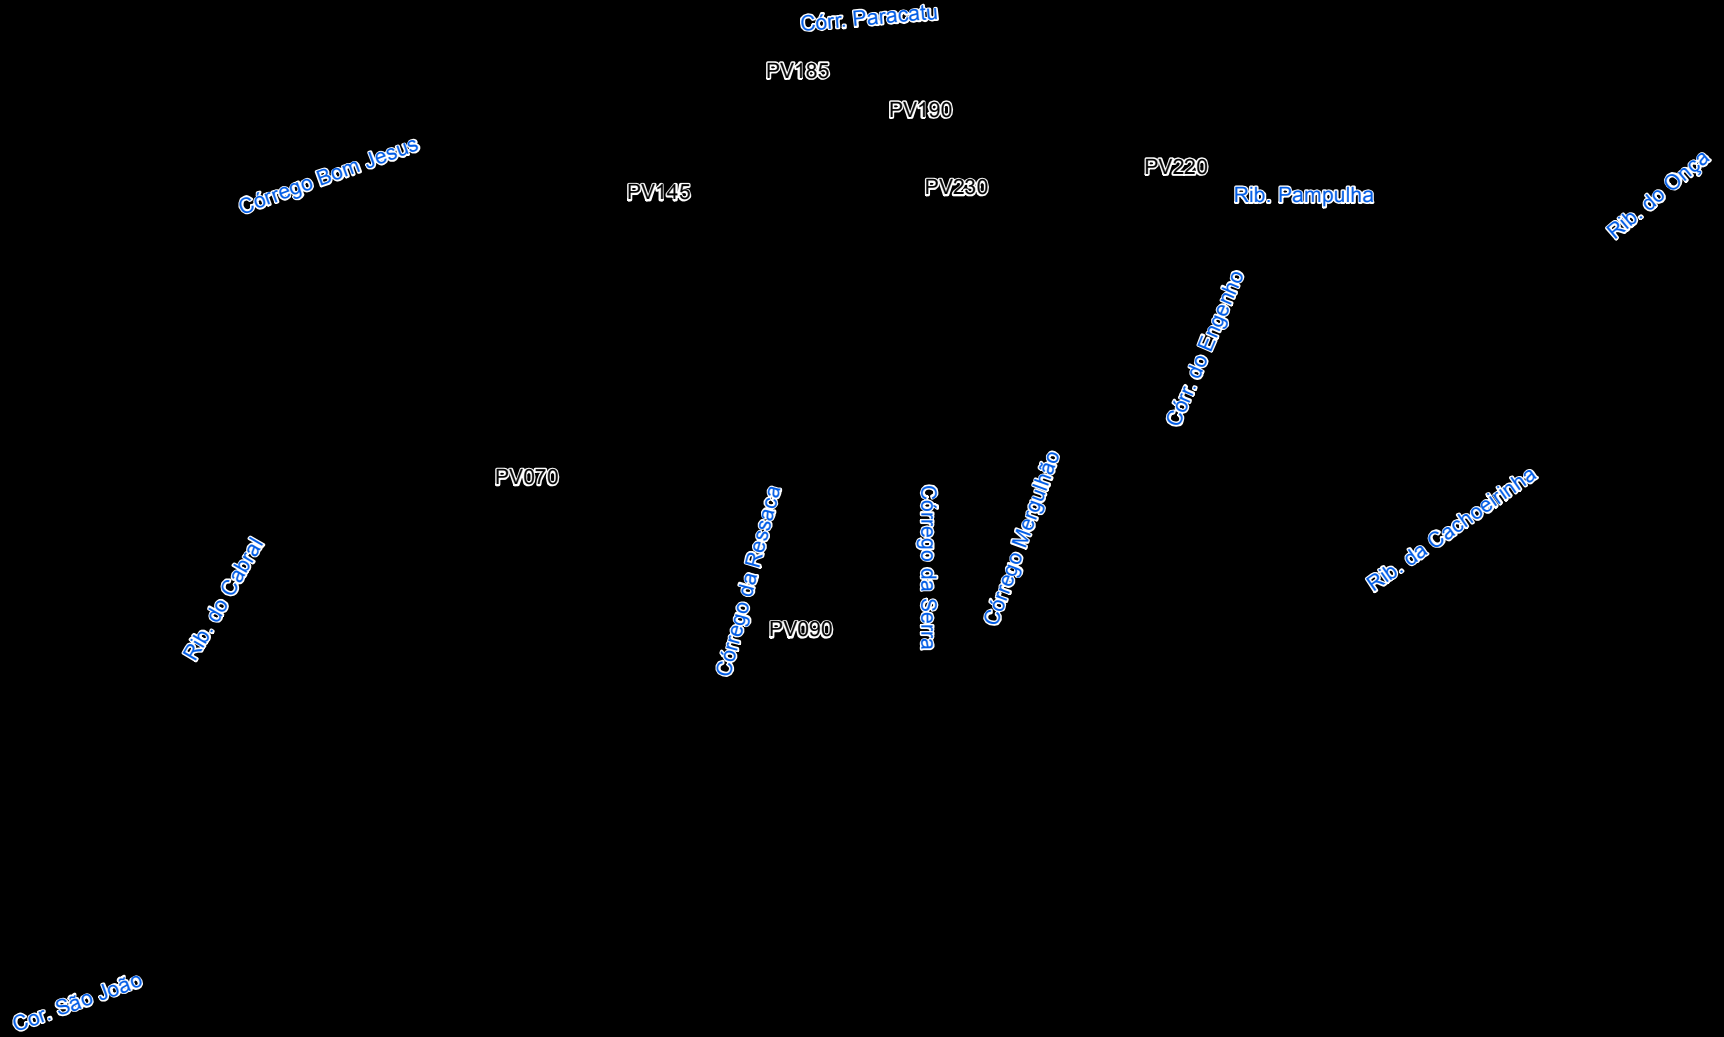 Córr. Paracatu
PV185
PV190
Córrego Bom Jesus
PV145
PV230
PV220
Rib. Pampulha
Rib. do Onça
Córr. do Engenho
PV070
Córrego da Ressaca
Córrego da Serra
Córrego Mergulhão
Rib. da Cachoeirinha
Rib. do Cabral
PV090
Cor. São João